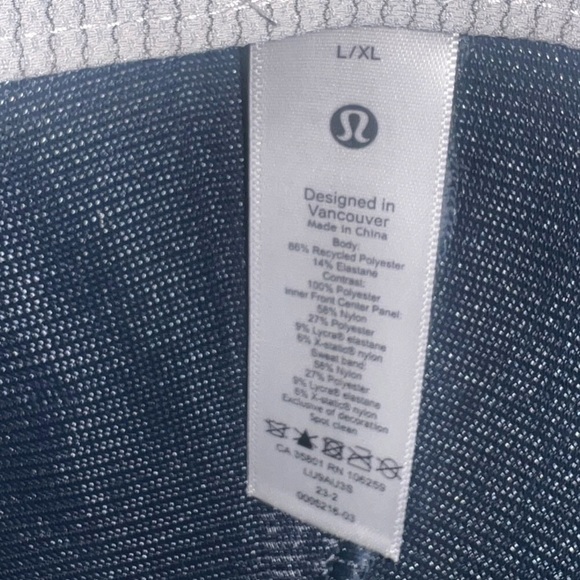 L/XL
Designed in
Vancouver
Made in China
Body:
86% Recycled Polyester
14% Elastane
Contrast:
100% Polyester
Inner Front Center Panel:
58% Nylon
27% Polyester
9% Lycra® elastane
6% X-static® nylon
Sweat band:
58% Nylon
27% Polyester
9% Lycra® elastane
6% X-static® nylon
Exclusive of decoration
Spot clean
CA 35801 RN 106259
LU9AU3S
23-2